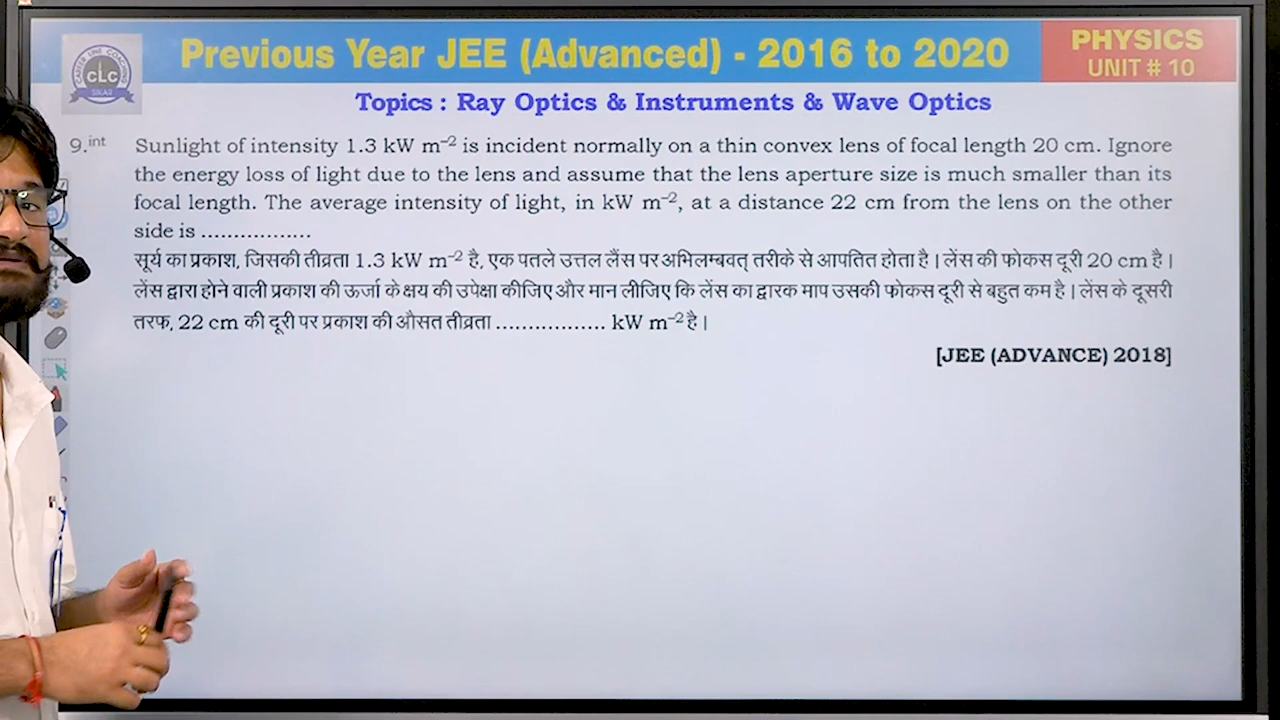 Previous Year JEE (Advanced) - 2016 to 2020
PHYSICS
UNIT # 10
CAREER LINE COACHING
CLC
SIKAR
Topics : Ray Optics & Instruments & Wave Optics
9.int Sunlight of intensity 1.3 kW m⁻² is incident normally on a thin convex lens of focal length 20 cm. Ignore
the energy loss of light due to the lens and assume that the lens aperture size is much smaller than its
focal length. The average intensity of light, in kW m⁻², at a distance 22 cm from the lens on the other
side is .................
सूर्य का प्रकाश, जिसकी तीव्रता 1.3 kW m⁻² है, एक पतले उत्तल लैंस पर अभिलम्बवत् तरीके से आपतित होता है। लेंस की फोकस दूरी 20 cm है।
लेंस द्वारा होने वाली प्रकाश की ऊर्जा के क्षय की उपेक्षा कीजिए और मान लीजिए कि लेंस का द्वारक माप उसकी फोकस दूरी से बहुत कम है। लेंस के दूसरी
तरफ, 22 cm की दूरी पर प्रकाश की औसत तीव्रता ................. kW m⁻² है।
[JEE (ADVANCE) 2018]